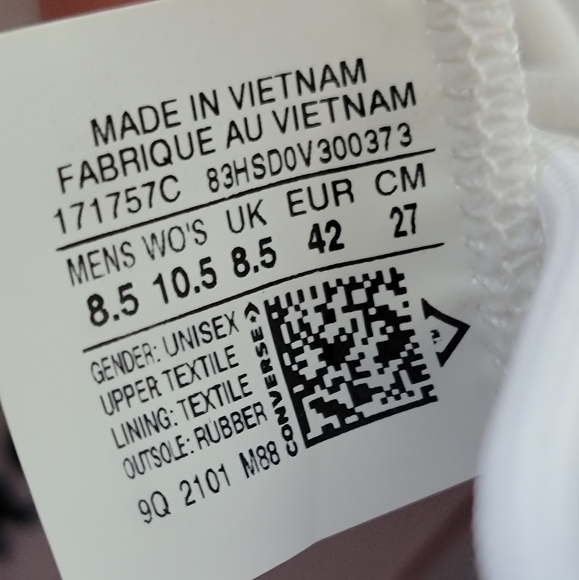 MADE IN VIETNAM
FABRIQUE AU VIETNAM
171757C 83HSD0V300373
MENS WO'S UK EUR CM
8.5 10.5 8.5 42 27
GENDER: UNISEX
UPPER TEXTILE
LINING: TEXTILE
OUTSOLE: RUBBER
9Q 2101 M88
CONVERSE